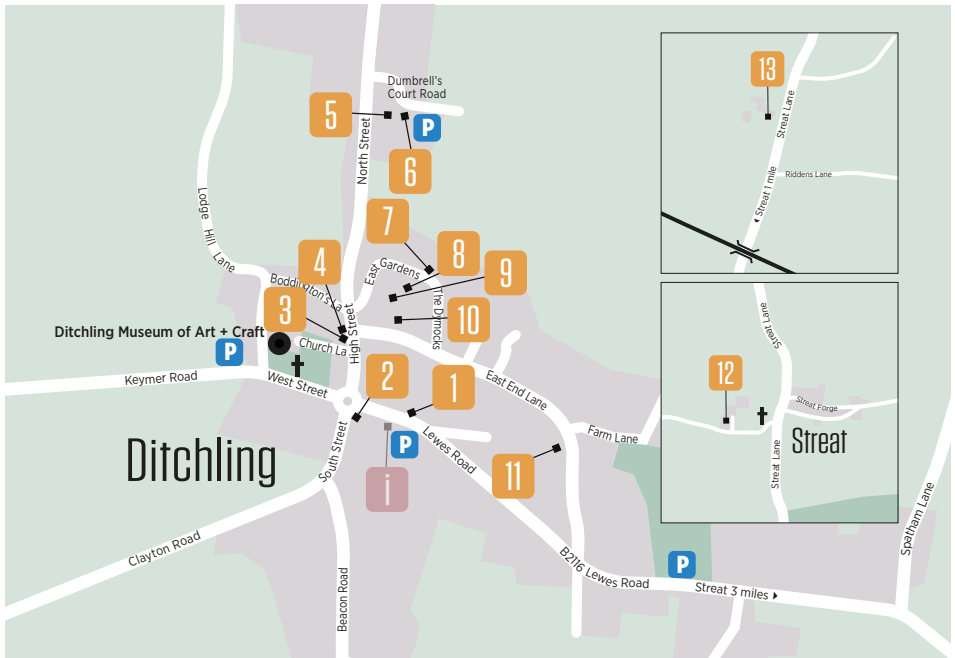 Dumbrell's
Court Road
5
P
6
North Street
Lodge Hill Lane
7
8
4
East Gardens
9
Boddington's La
3
The Dymocks
10
High Street
Ditchling Museum of Art + Craft
Church La
P
Keymer Road
West Street
2
1
East End Lane
Ditchling
South Street
P
Lewes Road
Farm Lane
11
i
Clayton Road
Beacon Road
B2116 Lewes Road
P
Streat 3 miles
Spatham Lane
13
Streat Lane
Riddens Lane
Streat 1 mile
Streat Lane
12
Streat Forge
Streat
Streat Lane